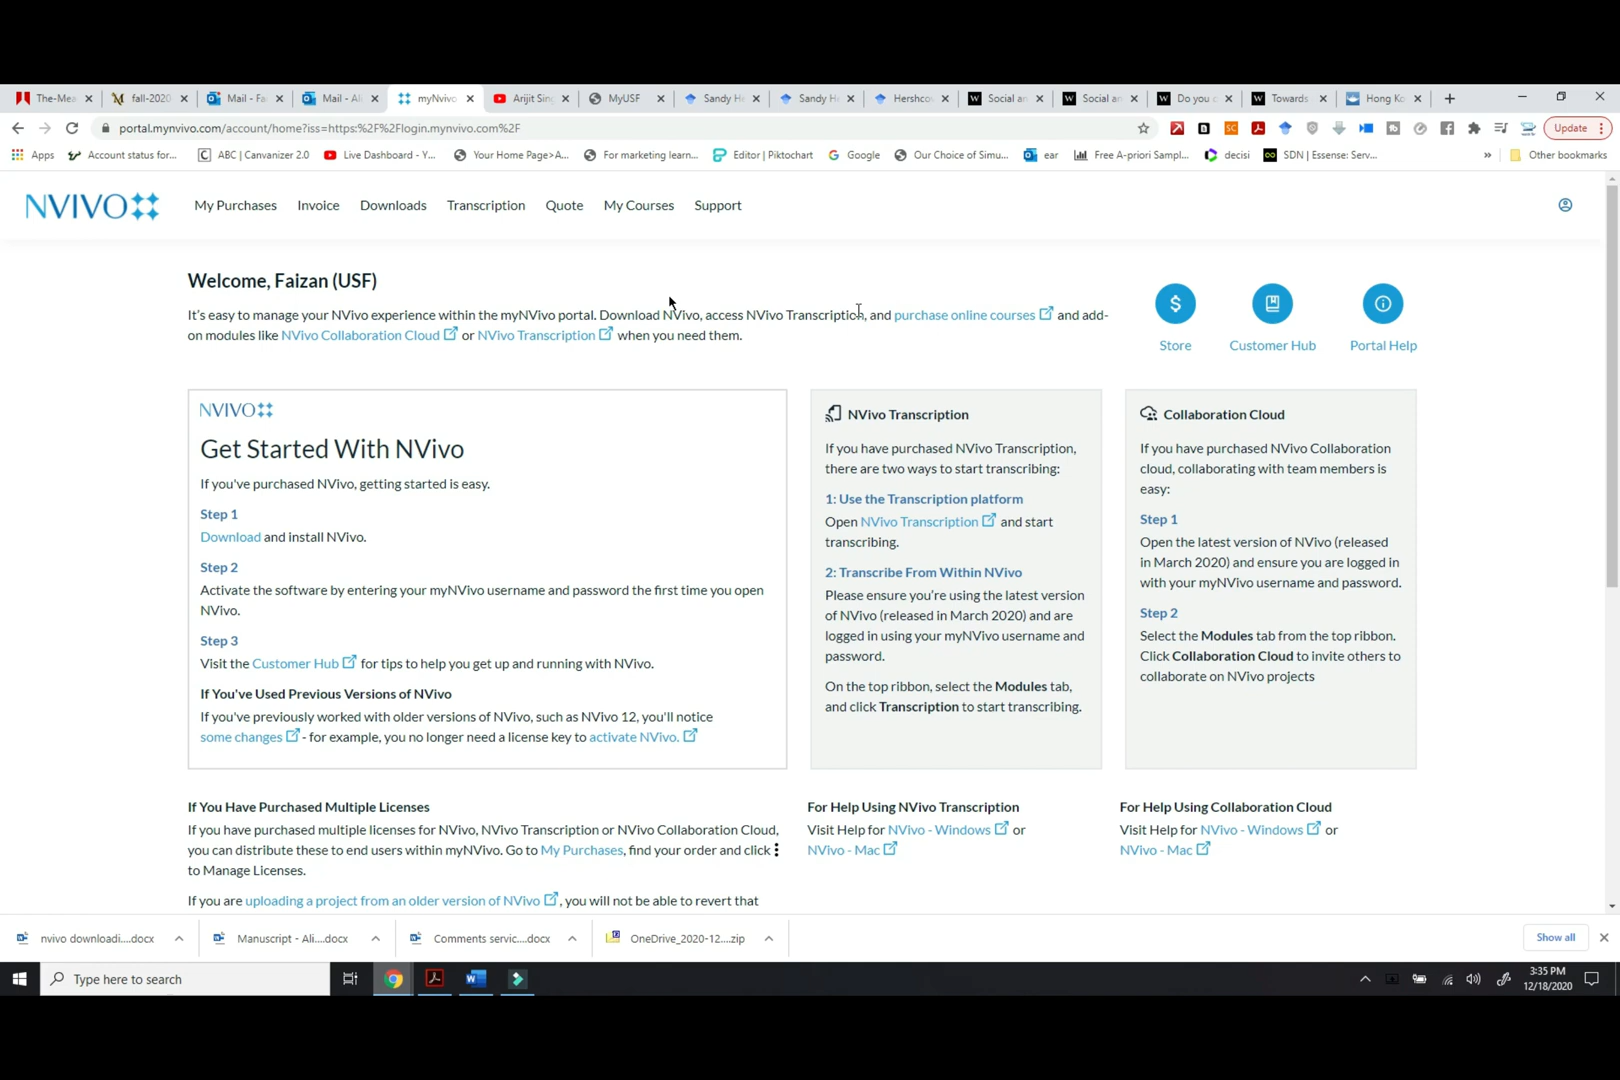 The-Mea
fall-2020
Mail - Fa
Mail - Ali
myNvivo
Arijit Sin
MyUSF
Sandy H
Sandy H
Hershcov
Social an
Social an
Do you c
Towards
Hong Ko
portal.mynvivo.com/account/home?iss=https:%2F%2Flogin.mynvivo.com%2F
Update
Apps
Account status for...
ABC | Canvanizer 2.0
Live Dashboard - Y...
Your Home Page>A...
For marketing learn...
Editor | Piktochart
Google
Our Choice of Simu...
ear
Free A-priori Sampl...
decisi
SDN | Essense: Serv...
»
Other bookmarks
NVIVO
My Purchases
Invoice
Downloads
Transcription
Quote
My Courses
Support
Welcome, Faizan (USF)
It's easy to manage your NVivo experience within the myNVivo portal. Download NVivo, access NVivo Transcription, and purchase online courses and add-
on modules like NVivo Collaboration Cloud or NVivo Transcription when you need them.
Store
Customer Hub
Portal Help
NVIVO
Get Started With NVivo
If you've purchased NVivo, getting started is easy.
Step 1
Download and install NVivo.
Step 2
Activate the software by entering your myNVivo username and password the first time you open
NVivo.
Step 3
Visit the Customer Hub for tips to help you get up and running with NVivo.
If You've Used Previous Versions of NVivo
If you've previously worked with older versions of NVivo, such as NVivo 12, you'll notice
some changes - for example, you no longer need a license key to activate NVivo.
NVivo Transcription
If you have purchased NVivo Transcription,
there are two ways to start transcribing:
1: Use the Transcription platform
Open NVivo Transcription and start
transcribing.
2: Transcribe From Within NVivo
Please ensure you're using the latest version
of NVivo (released in March 2020) and are
logged in using your myNVivo username and
password.
On the top ribbon, select the Modules tab,
and click Transcription to start transcribing.
Collaboration Cloud
If you have purchased NVivo Collaboration
cloud, collaborating with team members is
easy:
Step 1
Open the latest version of NVivo (released
in March 2020) and ensure you are logged in
with your myNVivo username and password.
Step 2
Select the Modules tab from the top ribbon.
Click Collaboration Cloud to invite others to
collaborate on NVivo projects
If You Have Purchased Multiple Licenses
If you have purchased multiple licenses for NVivo, NVivo Transcription or NVivo Collaboration Cloud,
you can distribute these to end users within myNVivo. Go to My Purchases, find your order and click
to Manage Licenses.
If you are uploading a project from an older version of NVivo , you will not be able to revert that
For Help Using NVivo Transcription
Visit Help for NVivo - Windows or
NVivo - Mac
For Help Using Collaboration Cloud
Visit Help for NVivo - Windows or
NVivo - Mac
nvivo downloadi....docx
Manuscript - Ali....docx
Comments servic....docx
OneDrive_2020-12....zip
Show all
Type here to search
3:35 PM
12/18/2020